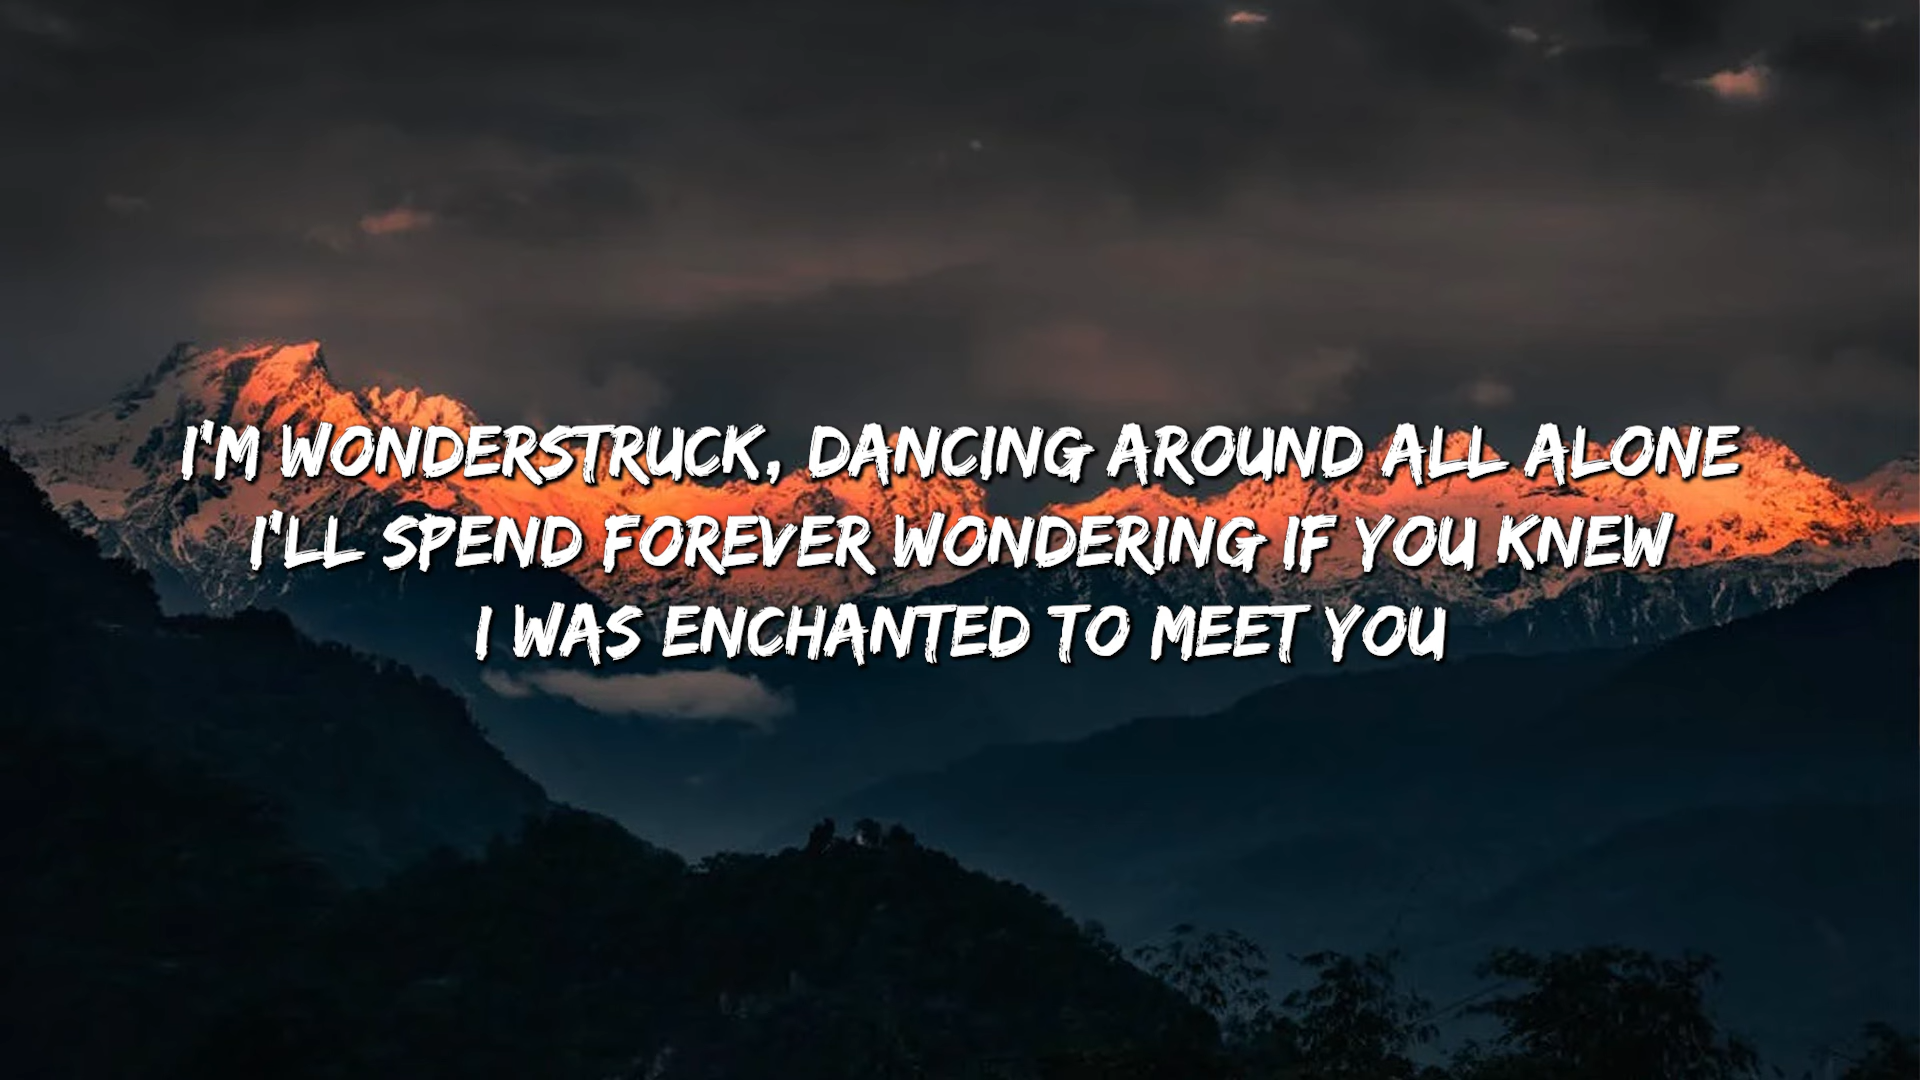 I'M WONDERSTRUCK, DANCING AROUND ALL ALONE
I'LL SPEND FOREVER WONDERING IF YOU KNEW
I WAS ENCHANTED TO MEET YOU